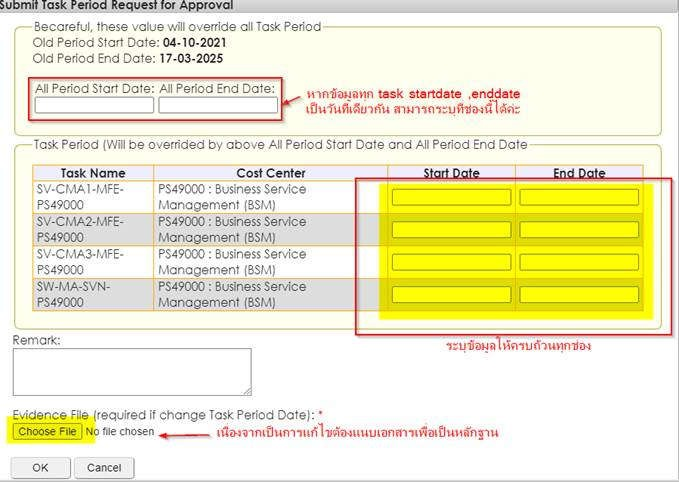 Submit Task Period Request for Approval
Becareful, these value will override all Task Period
Old Period Start Date: 04-10-2021
Old Period End Date: 17-03-2025
All Period Start Date: All Period End Date:
หากข้อมูลทุก task startdate ,enddate
เป็นวันที่เดียวกัน สามารถระบุที่ช่องนี้ได้ค่ะ
Task Period (Will be overrided by above All Period Start Date and All Period End Date
Task Name Cost Center Start Date End Date
SV-CMA1-MFE- PS49000 : Business Service
PS49000 Management (BSM)
SV-CMA2-MFE- PS49000 : Business Service
PS49000 Management (BSM)
SV-CMA3-MFE- PS49000 : Business Service
PS49000 Management (BSM)
SW-MA-SVN- PS49000 : Business Service
PS49000 Management (BSM)
ระบุข้อมูลให้ครบถ้วนทุกช่อง
Remark:
Evidence File (required if change Task Period Date): *
Choose File No file chosen เนื่องจากเป็นการแก้ไขต้องแนบเอกสารเพื่อเป็นหลักฐาน
OK Cancel